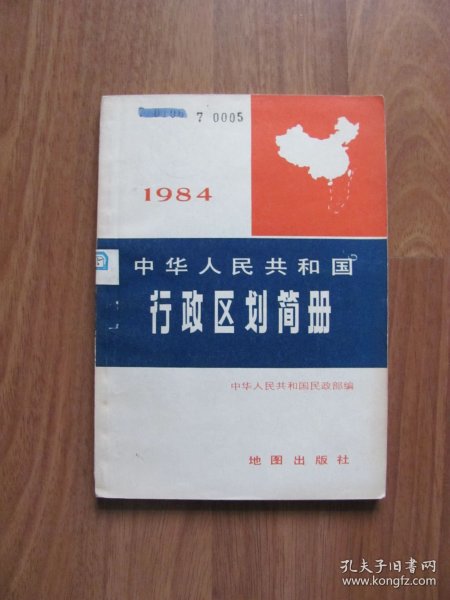 7 0005
1984
中华人民共和国
行政区划简册
中华人民共和国民政部编
地图出版社
孔夫子旧书网
www.kongfz.com